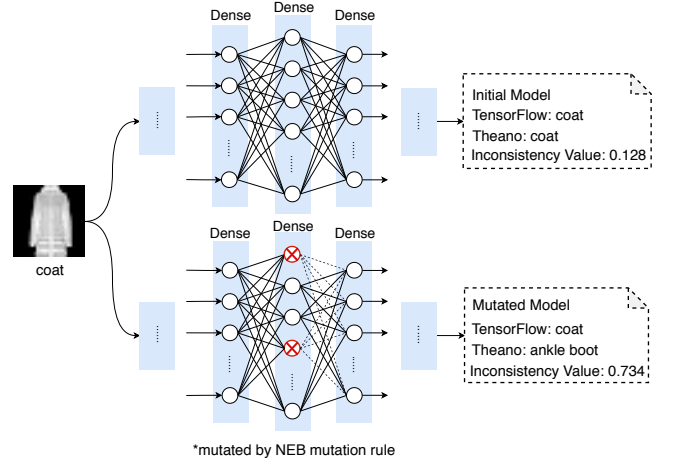 Dense
Dense
Dense
Initial Model
TensorFlow: coat
Theano: coat
Inconsistency Value: 0.128
coat
Dense
Dense
Dense
Mutated Model
TensorFlow: coat
Theano: ankle boot
Inconsistency Value: 0.734
*mutated by NEB mutation rule